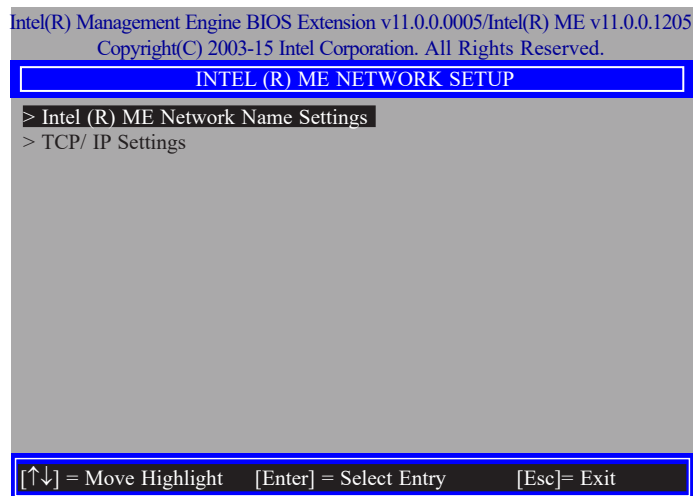 Intel(R) Management Engine BIOS Extension v11.0.0.0005/Intel(R) ME v11.0.0.1205
Copyright(C) 2003-15 Intel Corporation. All Rights Reserved.
INTEL (R) ME NETWORK SETUP
> Intel (R) ME Network Name Settings
> TCP/ IP Settings
[↑↓] = Move Highlight [Enter] = Select Entry [Esc]= Exit